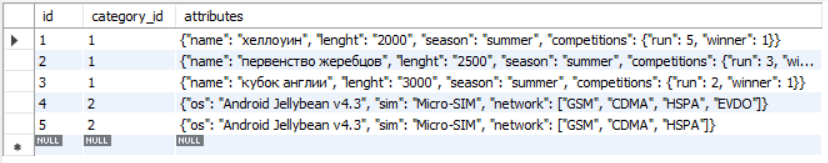 id category_id attributes
1 1 {"name": "хеллоуин", "lenght": "2000", "season": "summer", "competitions": {"run": 5, "winner": 1}}
2 1 {"name": "первенство жеребцов", "lenght": "2500", "season": "summer", "competitions": {"run": 3, "wi...
3 1 {"name": "кубок англии", "lenght": "3000", "season": "summer", "competitions": {"run": 2, "winner": 1}}
4 2 {"os": "Android Jellybean v4.3", "sim": "Micro-SIM", "network": ["GSM", "CDMA", "HSPA", "EVDO"]}
5 2 {"os": "Android Jellybean v4.3", "sim": "Micro-SIM", "network": ["GSM", "CDMA", "HSPA"]}
NULL NULL NULL